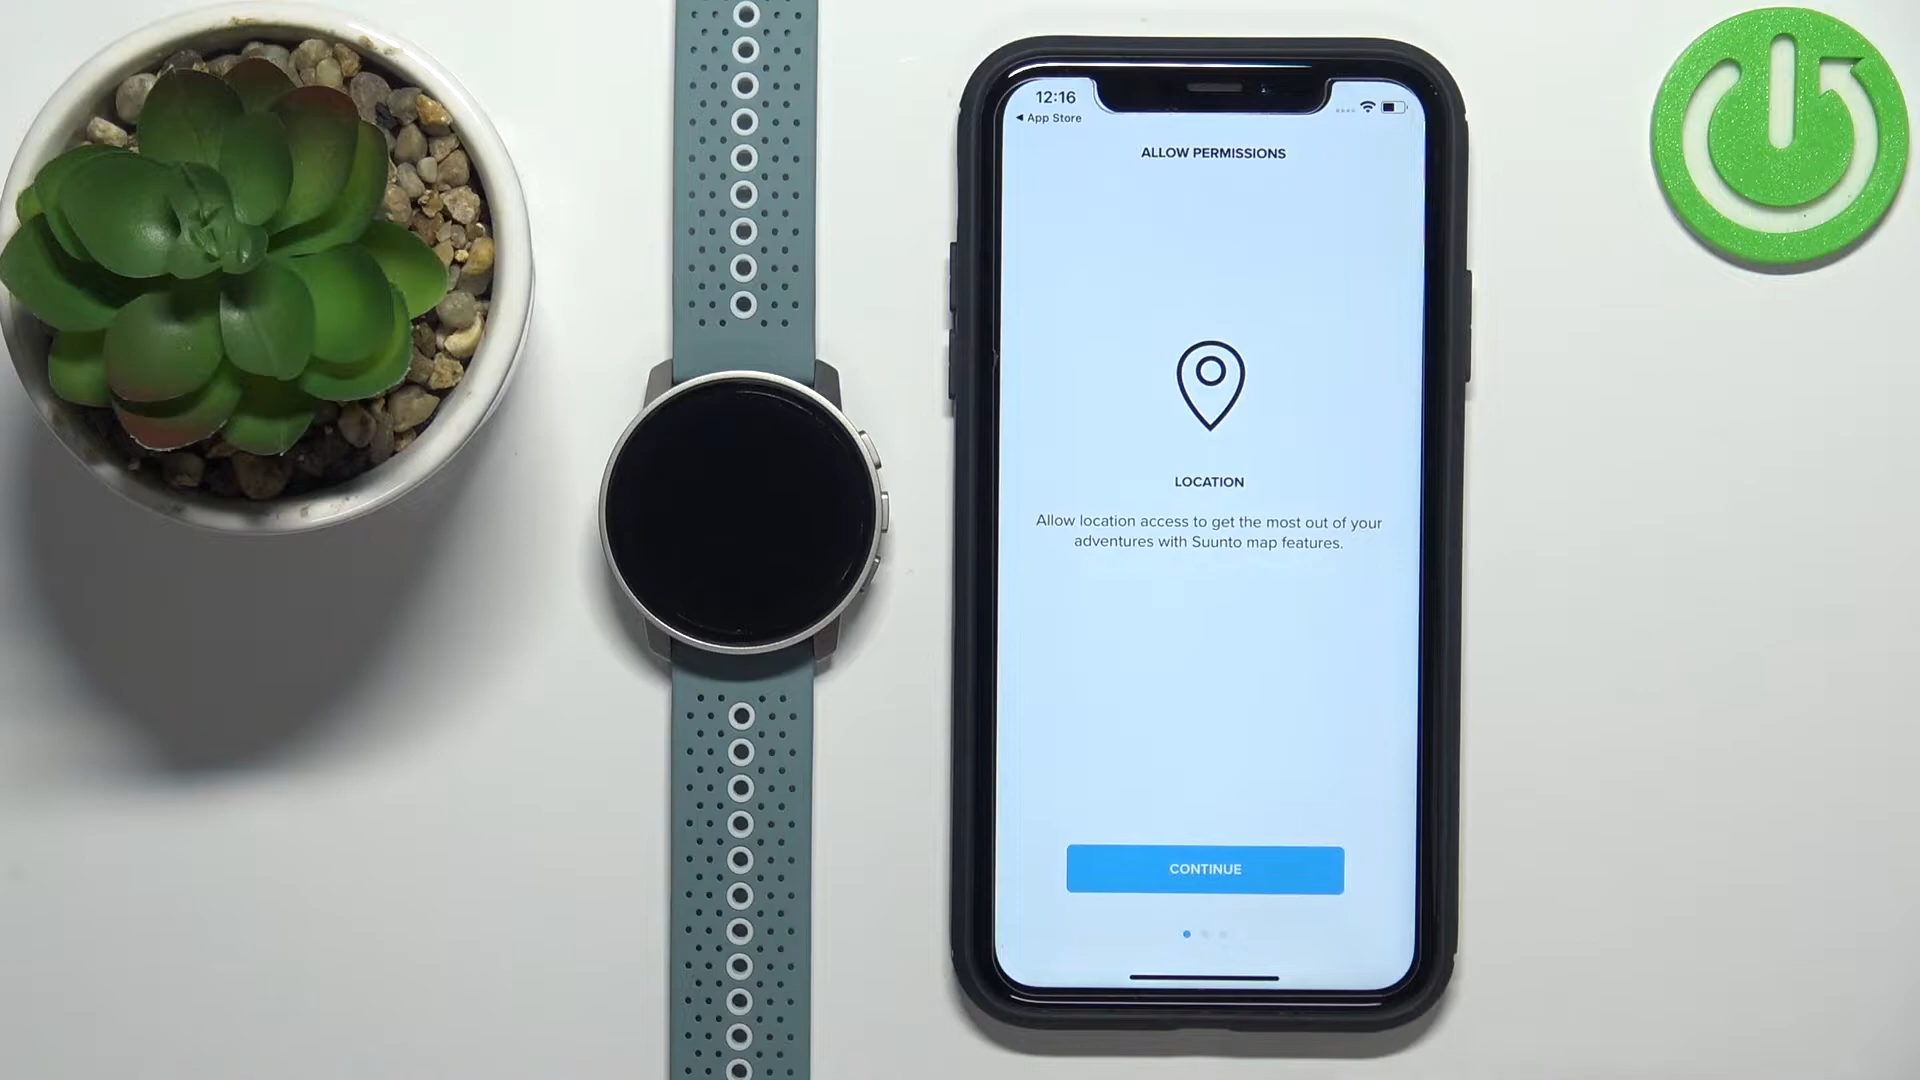 12:16
◀ App Store
ALLOW PERMISSIONS
LOCATION
Allow location access to get the most out of your
adventures with Suunto map features.
CONTINUE